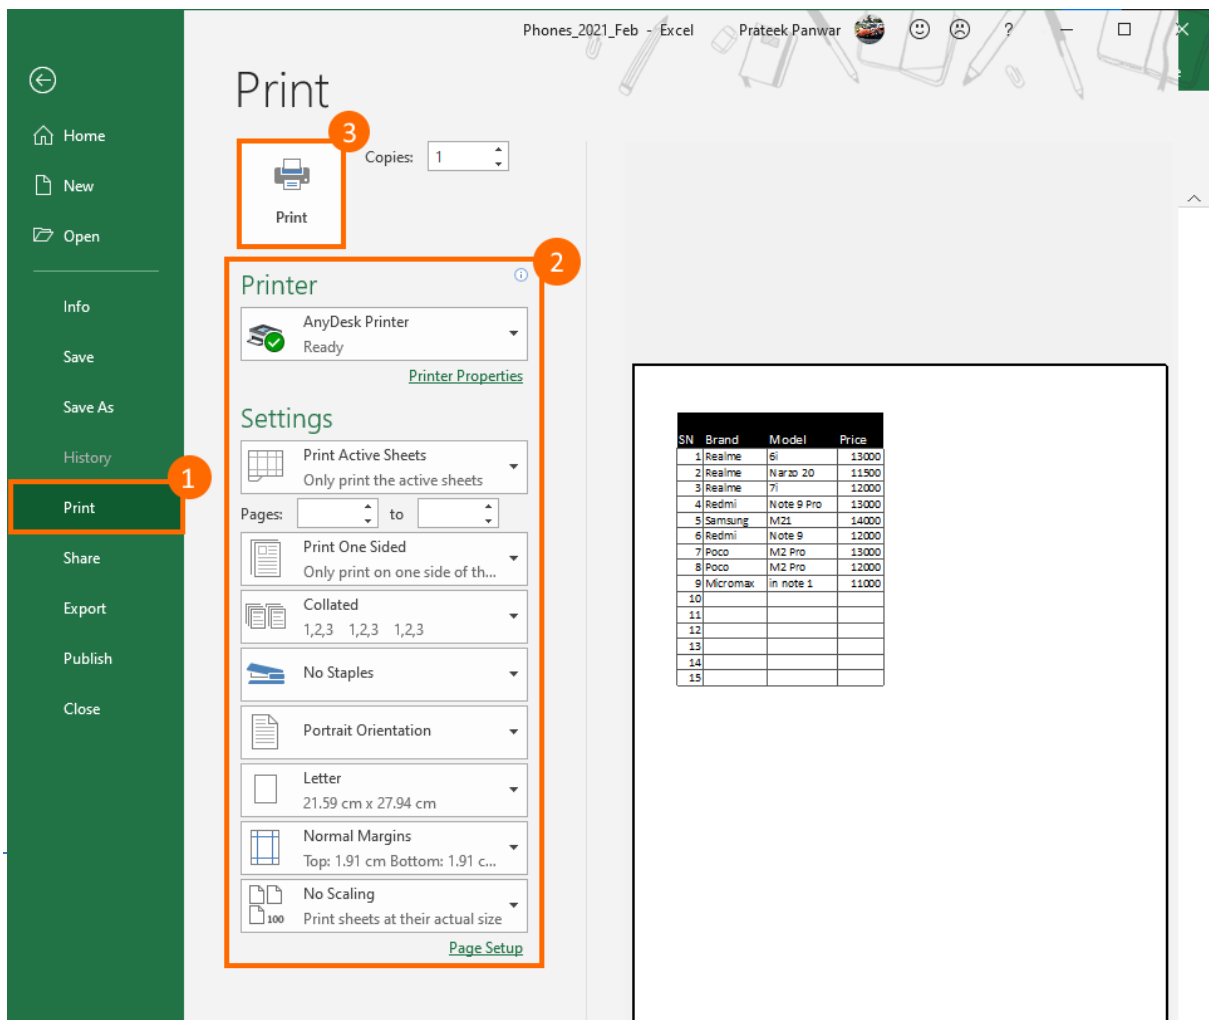 Phones_2021_Feb - Excel
Prateek Panwar
?
Print
Home
New
Open
Info
Save
Save As
History
1
Print
Share
Export
Publish
Close
3
Print
Copies: 1
2
Printer
AnyDesk Printer
Ready
Printer Properties
Settings
Print Active Sheets
Only print the active sheets
Pages: to
Print One Sided
Only print on one side of th...
Collated
1,2,3 1,2,3 1,2,3
No Staples
Portrait Orientation
Letter
21.59 cm x 27.94 cm
Normal Margins
Top: 1.91 cm Bottom: 1.91 c...
No Scaling
100 Print sheets at their actual size
Page Setup
SN Brand Model Price
1 Realme 6i 13000
2 Realme Narzo 20 11500
3 Realme 7i 12000
4 Redmi Note 9 Pro 13000
5 Samsung M21 14000
6 Redmi Note 9 12000
7 Poco M2 Pro 13000
8 Poco M2 Pro 12000
9 Micromax in note 1 11000
10
11
12
13
14
15